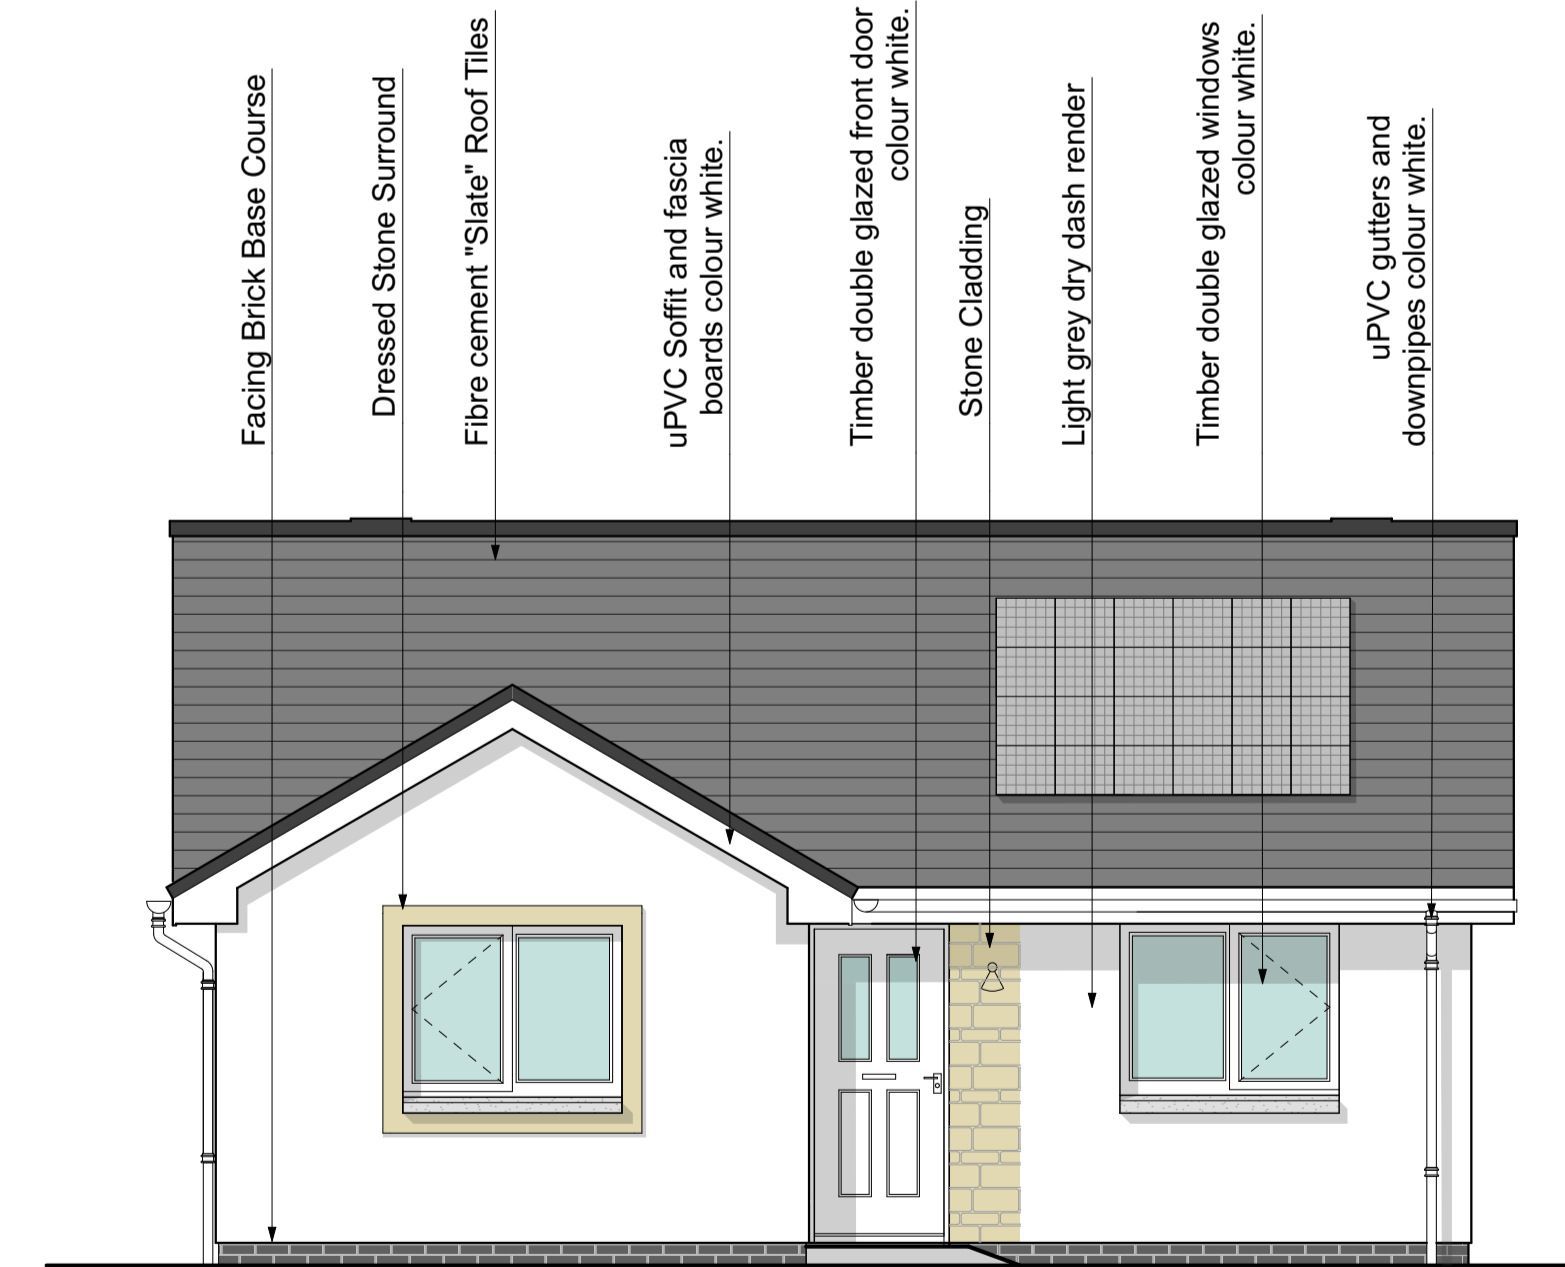 Facing Brick Base Course
Dressed Stone Surround
Fibre cement "Slate" Roof Tiles
uPVC Soffit and fascia
boards colour white.
Timber double glazed front door
colour white.
Stone Cladding
Light grey dry dash render
Timber double glazed windows
colour white.
uPVC gutters and
downpipes colour white.